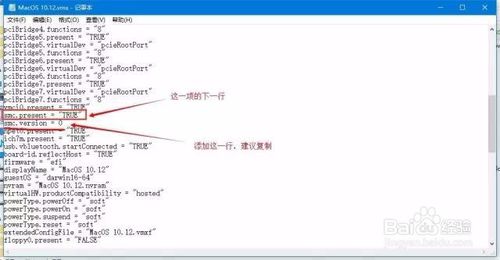 MacOS 10.12.vmx - 记事本
文件(F) 编辑(E) 格式(O) 查看(V) 帮助(H)
pciBridge4.functions = "8"
pciBridge5.present = "TRUE"
pciBridge5.virtualDev = "pcieRootPort"
pciBridge5.functions = "8"
pciBridge6.present = "TRUE"
pciBridge6.virtualDev = "pcieRootPort"
pciBridge6.functions = "8"
pciBridge7.present = "TRUE"
pciBridge7.virtualDev = "pcieRootPort"
pciBridge7.functions = "8"
vmci0.present = "TRUE"
smc.present = "TRUE"
smc.version = 0
hpet0.present = "TRUE"
ich7m.present = "TRUE"
usb.vbluetooth.startConnected = "TRUE"
board-id.reflectHost = "TRUE"
firmware = "efi"
displayName = "MacOS 10.12"
guestOS = "darwin16-64"
nvram = "MacOS 10.12.nvram"
virtualHW.productCompatibility = "hosted"
powerType.powerOff = "soft"
powerType.powerOn = "soft"
powerType.suspend = "soft"
powerType.reset = "soft"
extendedConfigFile = "MacOS 10.12.vmxf"
floppy0.present = "FALSE"
这一项的下一行
添加这一行，建议复制
Baidu 经验